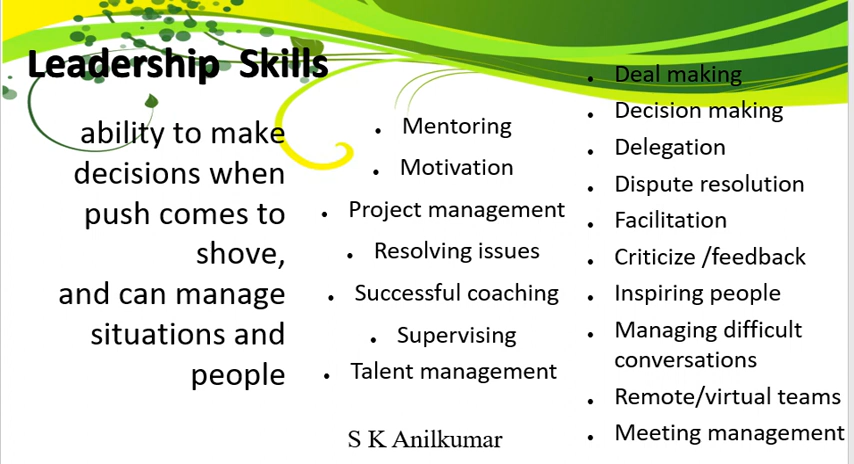 Leadership Skills
ability to make
decisions when
push comes to
shove,
and can manage
situations and
people
• Mentoring
• Motivation
• Project management
• Resolving issues
• Successful coaching
• Supervising
• Talent management
• Deal making
• Decision making
• Delegation
• Dispute resolution
• Facilitation
• Criticize /feedback
• Inspiring people
• Managing difficult
conversations
• Remote/virtual teams
• Meeting management
S K Anilkumar